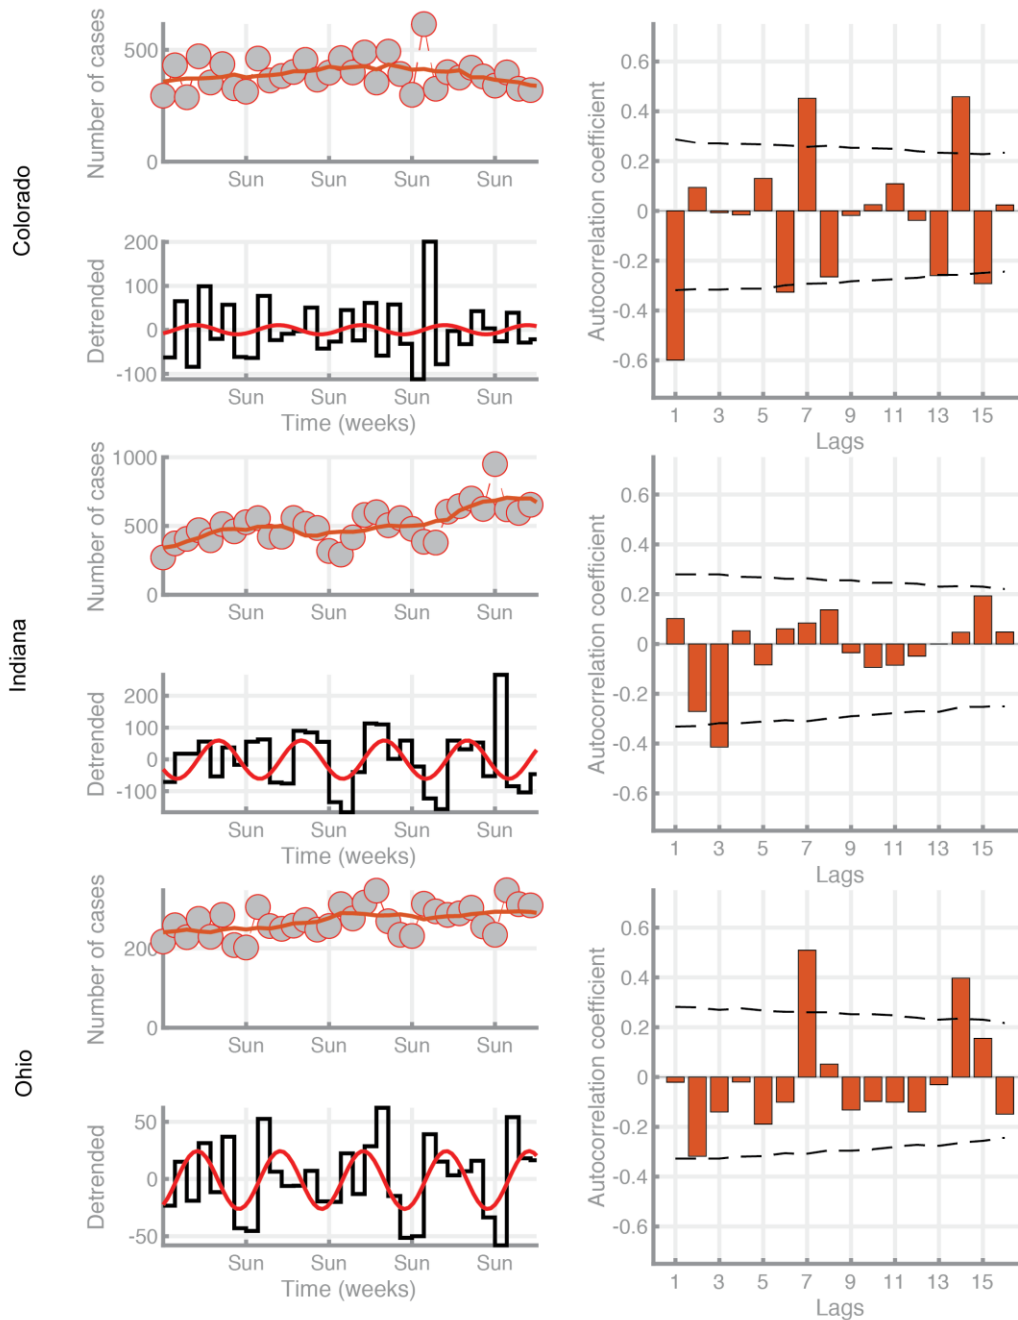 Colorado
Number of cases
500
0
Sun Sun Sun Sun
Detrended
200
100
0
-100
Sun Sun Sun Sun
Time (weeks)
Autocorrelation coefficient
0.6
0.4
0.2
0
-0.2
-0.4
-0.6
1 3 5 7 9 11 13 15
Lags
Indiana
Number of cases
1000
500
0
Sun Sun Sun Sun
Detrended
200
100
0
-100
Sun Sun Sun Sun
Time (weeks)
Autocorrelation coefficient
0.6
0.4
0.2
0
-0.2
-0.4
-0.6
1 3 5 7 9 11 13 15
Lags
Ohio
Number of cases
200
0
Sun Sun Sun Sun
Detrended
50
0
-50
Sun Sun Sun Sun
Time (weeks)
Autocorrelation coefficient
0.6
0.4
0.2
0
-0.2
-0.4
-0.6
1 3 5 7 9 11 13 15
Lags